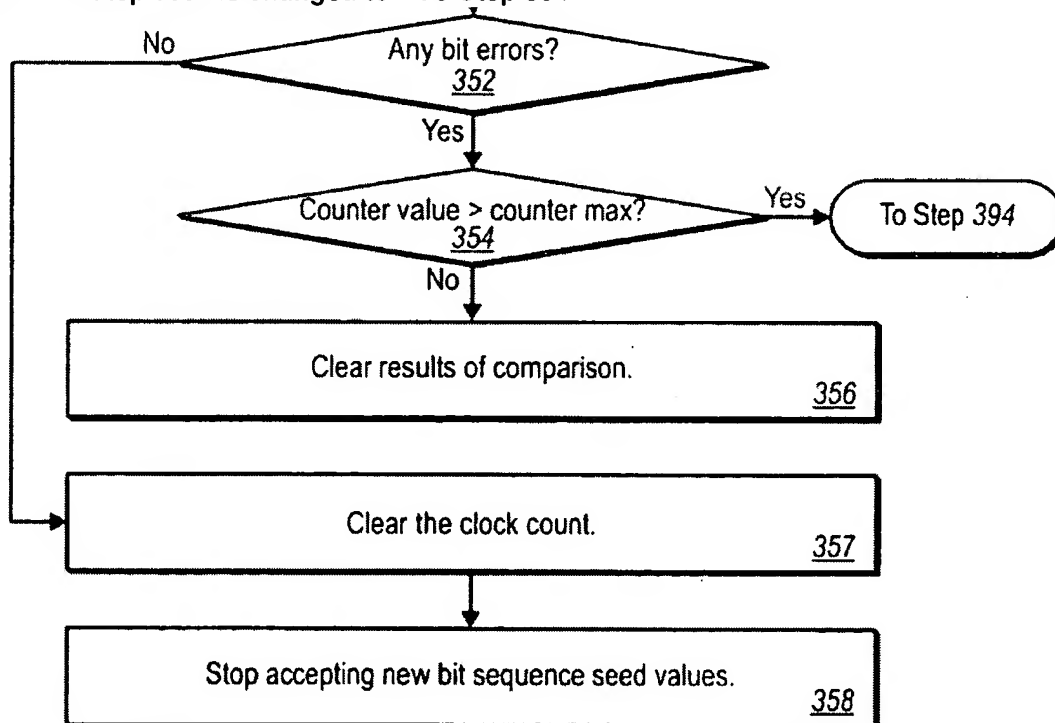 No
Any bit errors?
352
Yes
Counter value > counter max?
354
Yes
To Step 394
No
Clear results of comparison.
356
Clear the clock count.
357
Stop accepting new bit sequence seed values.
358